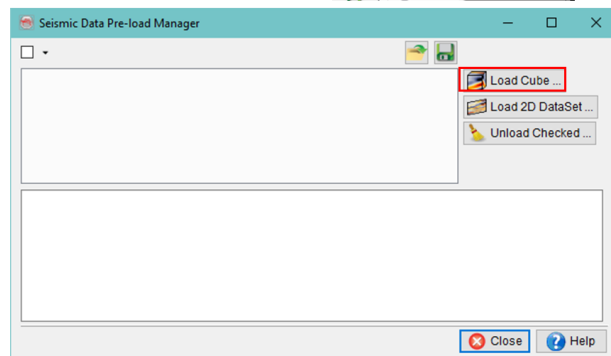 Seismic Data Pre-load Manager
Load Cube ...
Load 2D DataSet ...
Unload Checked ...
Close
Help